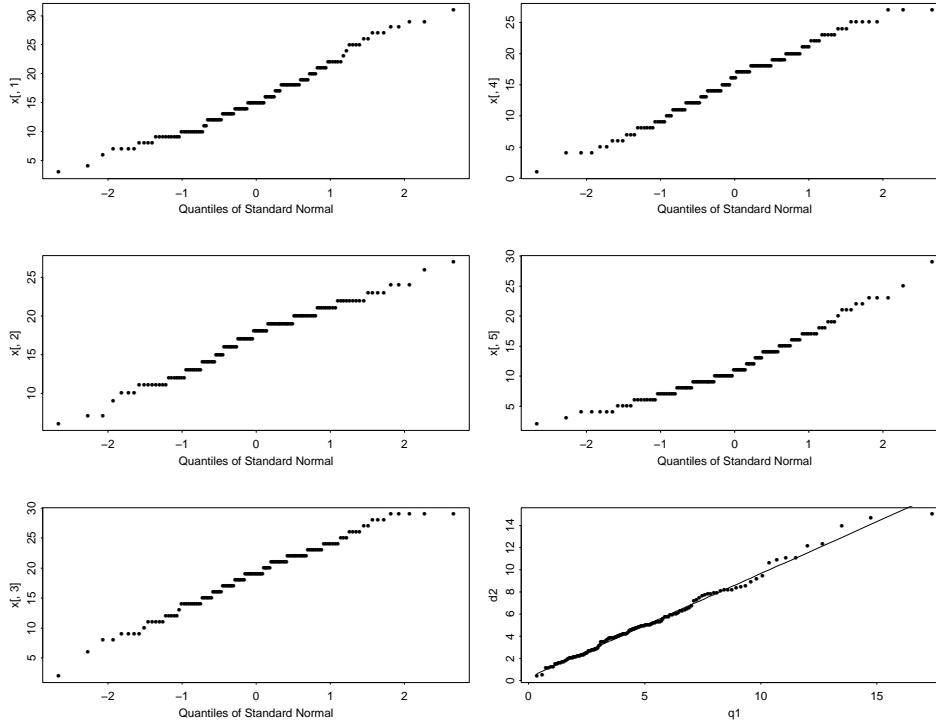 x[, 1]
5 10 15 20 25 30
−2 −1 0 1 2
Quantiles of Standard Normal
x[, 4]
0 5 10 15 20 25
−2 −1 0 1 2
Quantiles of Standard Normal
x[, 2]
10 15 20 25
−2 −1 0 1 2
Quantiles of Standard Normal
x[, 5]
5 10 15 20 25 30
−2 −1 0 1 2
Quantiles of Standard Normal
x[, 3]
5 10 15 20 25 30
−2 −1 0 1 2
Quantiles of Standard Normal
d2
0 2 4 6 8 10 12 14
0 5 10 15
q1